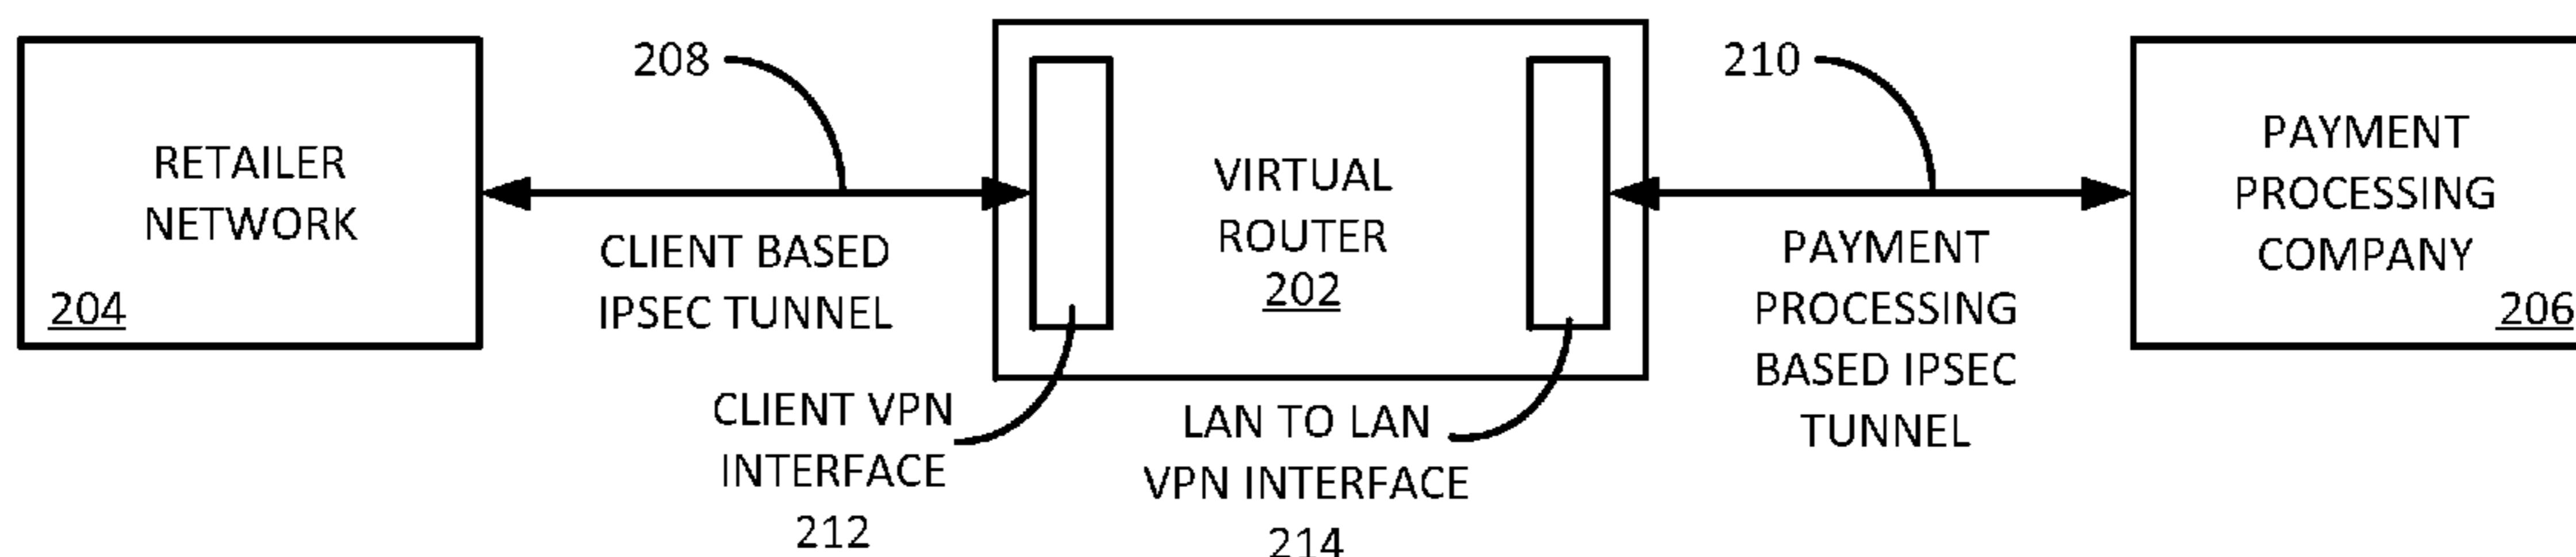 RETAILER
NETWORK
204
208
CLIENT BASED
IPSEC TUNNEL
VIRTUAL
ROUTER
202
CLIENT VPN
INTERFACE
212
LAN TO LAN
VPN INTERFACE
214
210
PAYMENT
PROCESSING
BASED IPSEC
TUNNEL
PAYMENT
PROCESSING
COMPANY
206